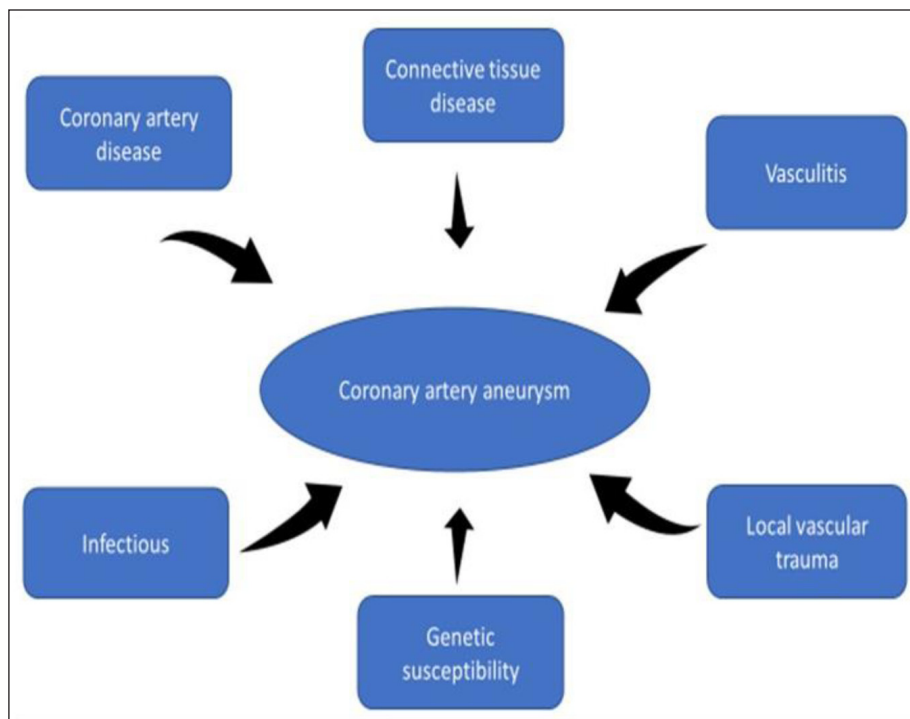 Connective tissue
disease
Coronary artery
disease
Vasculitis
Coronary artery aneurysm
Infectious
Local vascular
trauma
Genetic
susceptibility